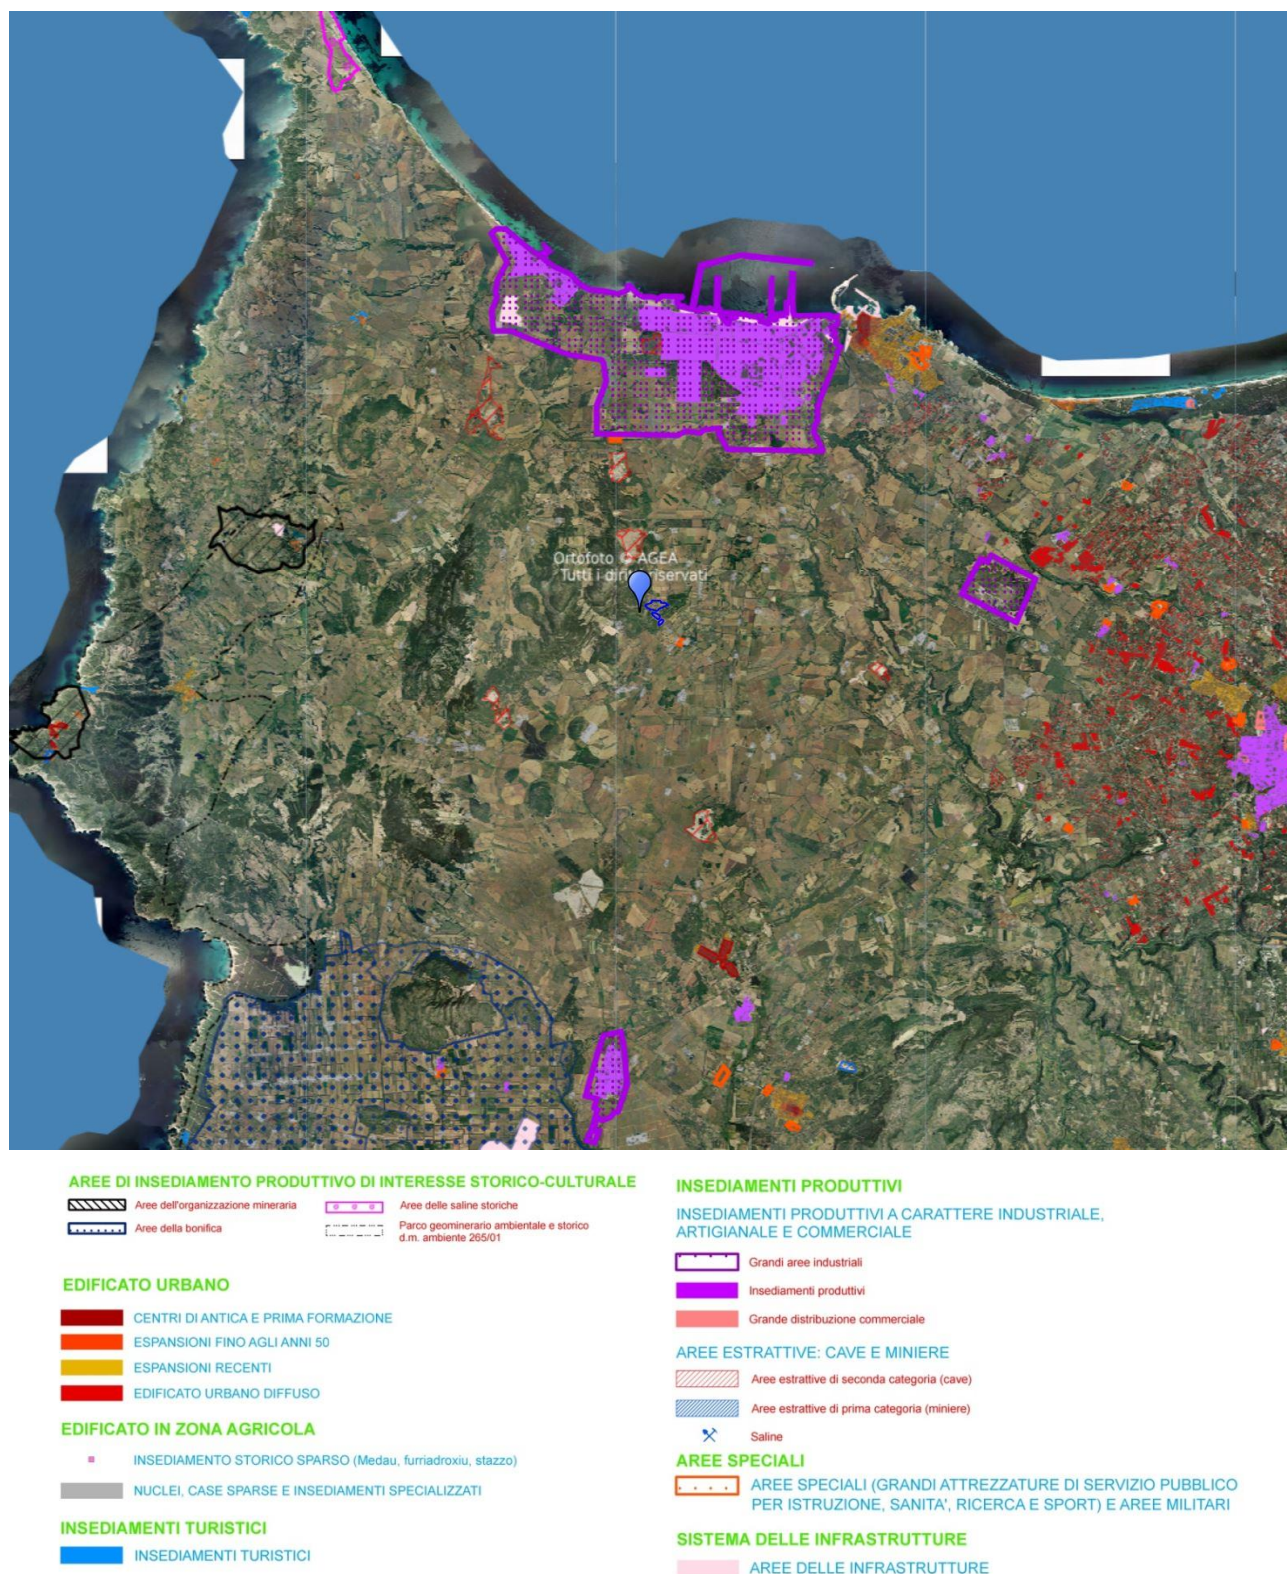 Ortofoto © AGEA
Tutti i diritti riservati
AREE DI INSEDIAMENTO PRODUTTIVO DI INTERESSE STORICO-CULTURALE
Aree dell'organizzazione mineraria
Aree delle saline storiche
Aree della bonifica
Parco geominerario ambientale e storico
d.m. ambiente 265/01
EDIFICATO URBANO
CENTRI DI ANTICA E PRIMA FORMAZIONE
ESPANSIONI FINO AGLI ANNI 50
ESPANSIONI RECENTI
EDIFICATO URBANO DIFFUSO
EDIFICATO IN ZONA AGRICOLA
INSEDIAMENTO STORICO SPARSO (Medau, furriadroxiu, stazzo)
NUCLEI, CASE SPARSE E INSEDIAMENTI SPECIALIZZATI
INSEDIAMENTI TURISTICI
INSEDIAMENTI TURISTICI
INSEDIAMENTI PRODUTTIVI
INSEDIAMENTI PRODUTTIVI A CARATTERE INDUSTRIALE,
ARTIGIANALE E COMMERCIALE
Grandi aree industriali
Insediamenti produttivi
Grande distribuzione commerciale
AREE ESTRATTIVE: CAVE E MINIERE
Aree estrattive di seconda categoria (cave)
Aree estrattive di prima categoria (miniere)
Saline
AREE SPECIALI
AREE SPECIALI (GRANDI ATTREZZATURE DI SERVIZIO PUBBLICO
PER ISTRUZIONE, SANITA', RICERCA E SPORT) E AREE MILITARI
SISTEMA DELLE INFRASTRUTTURE
AREE DELLE INFRASTRUTTURE